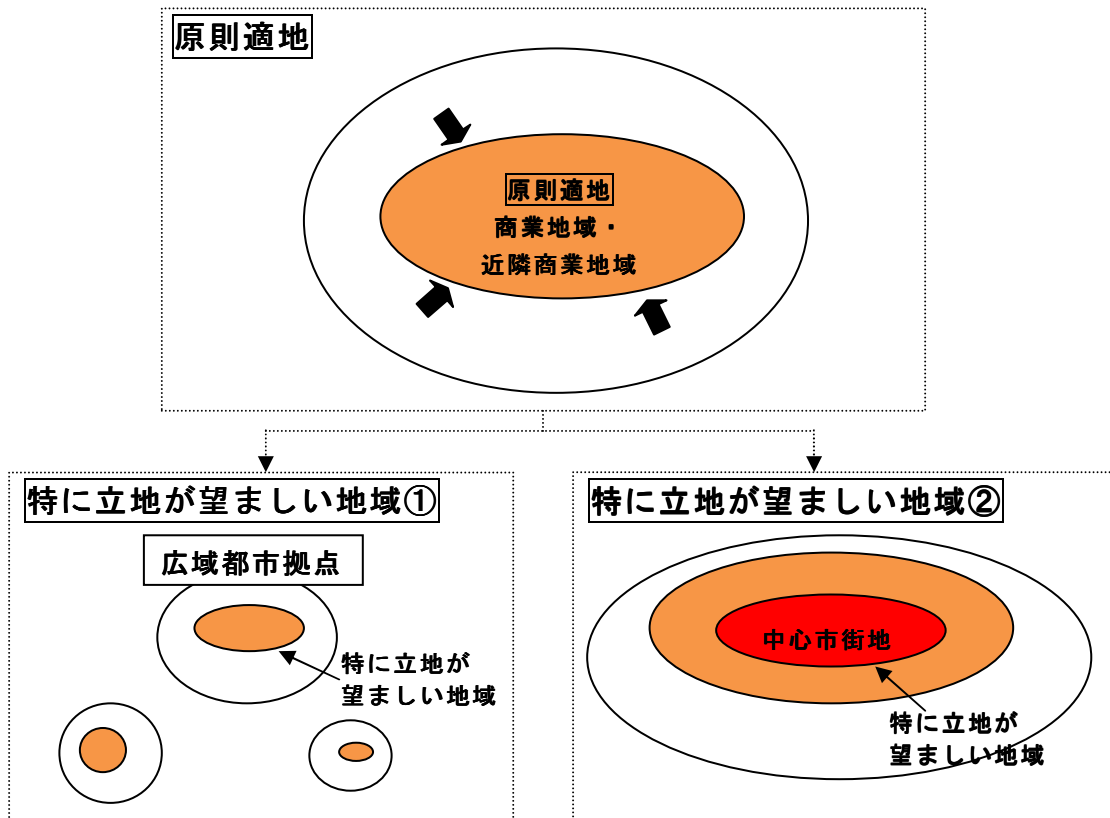 原則適地
原則適地
商業地域・
近隣商業地域
特に立地が望ましい地域①
広域都市拠点
特に立地が
望ましい地域
特に立地が望ましい地域②
中心市街地
特に立地が
望ましい地域